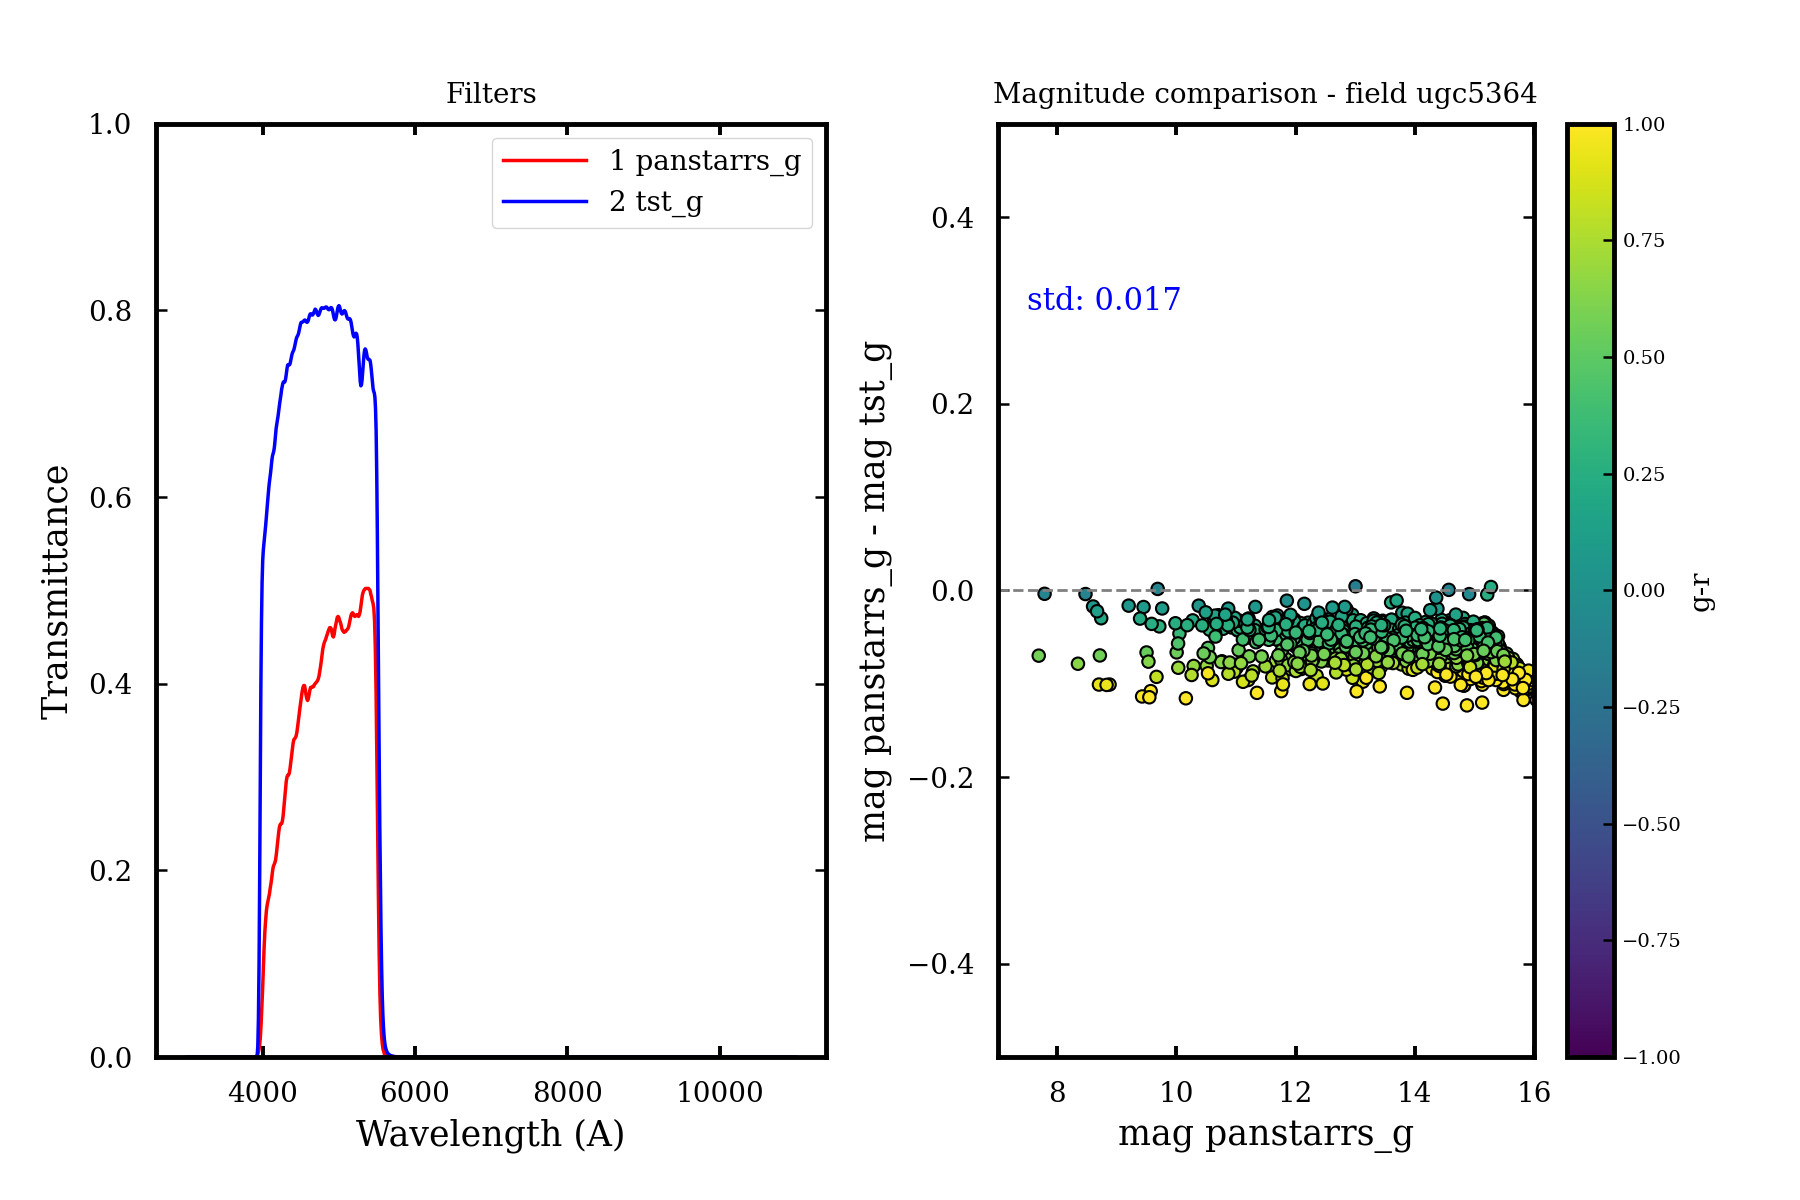 Filters
1.0
0.8
0.6
0.4
0.2
0.0
Transmittance
1 panstarrs_g
2 tst_g
4000
6000
8000
10000
Wavelength (A)
Magnitude comparison - field ugc5364
0.4
0.2
0.0
−0.2
−0.4
mag panstarrs_g - mag tst_g
std: 0.017
8
10
12
14
16
mag panstarrs_g
1.00
0.75
0.50
0.25
0.00
−0.25
−0.50
−0.75
−1.00
g-r